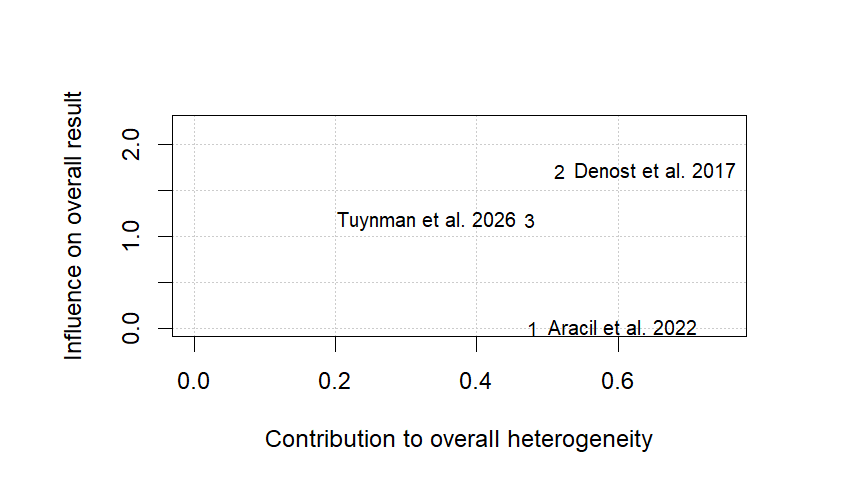 Influence on overall result
2.0
1.0
0.0
2 Denost et al. 2017
Tuynman et al. 2026 3
1 Aracil et al. 2022
0.0 0.2 0.4 0.6
Contribution to overall heterogeneity